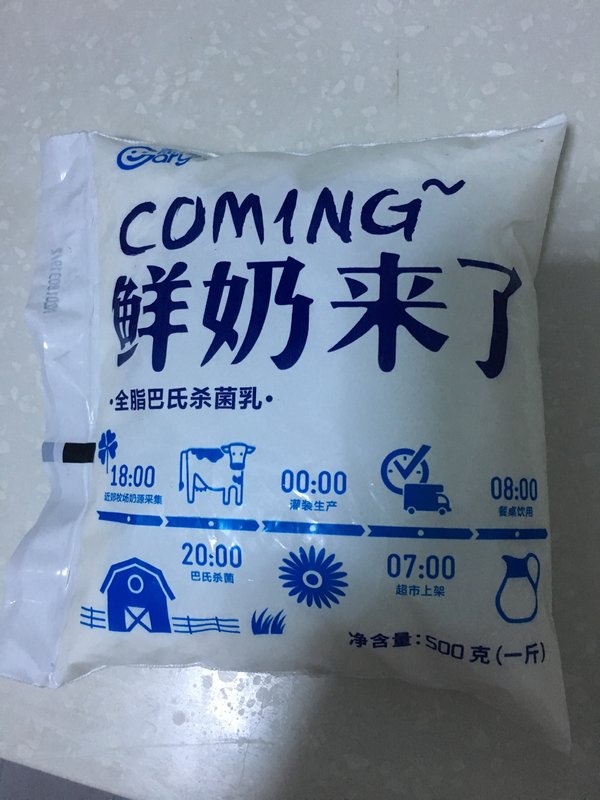 COM1NG~
鲜奶来了
·全脂巴氏杀菌乳·
18:00
近郊牧场奶源采集
00:00
灌装生产
08:00
餐桌饮用
20:00
巴氏杀菌
07:00
超市上架
净含量:500克(一斤)